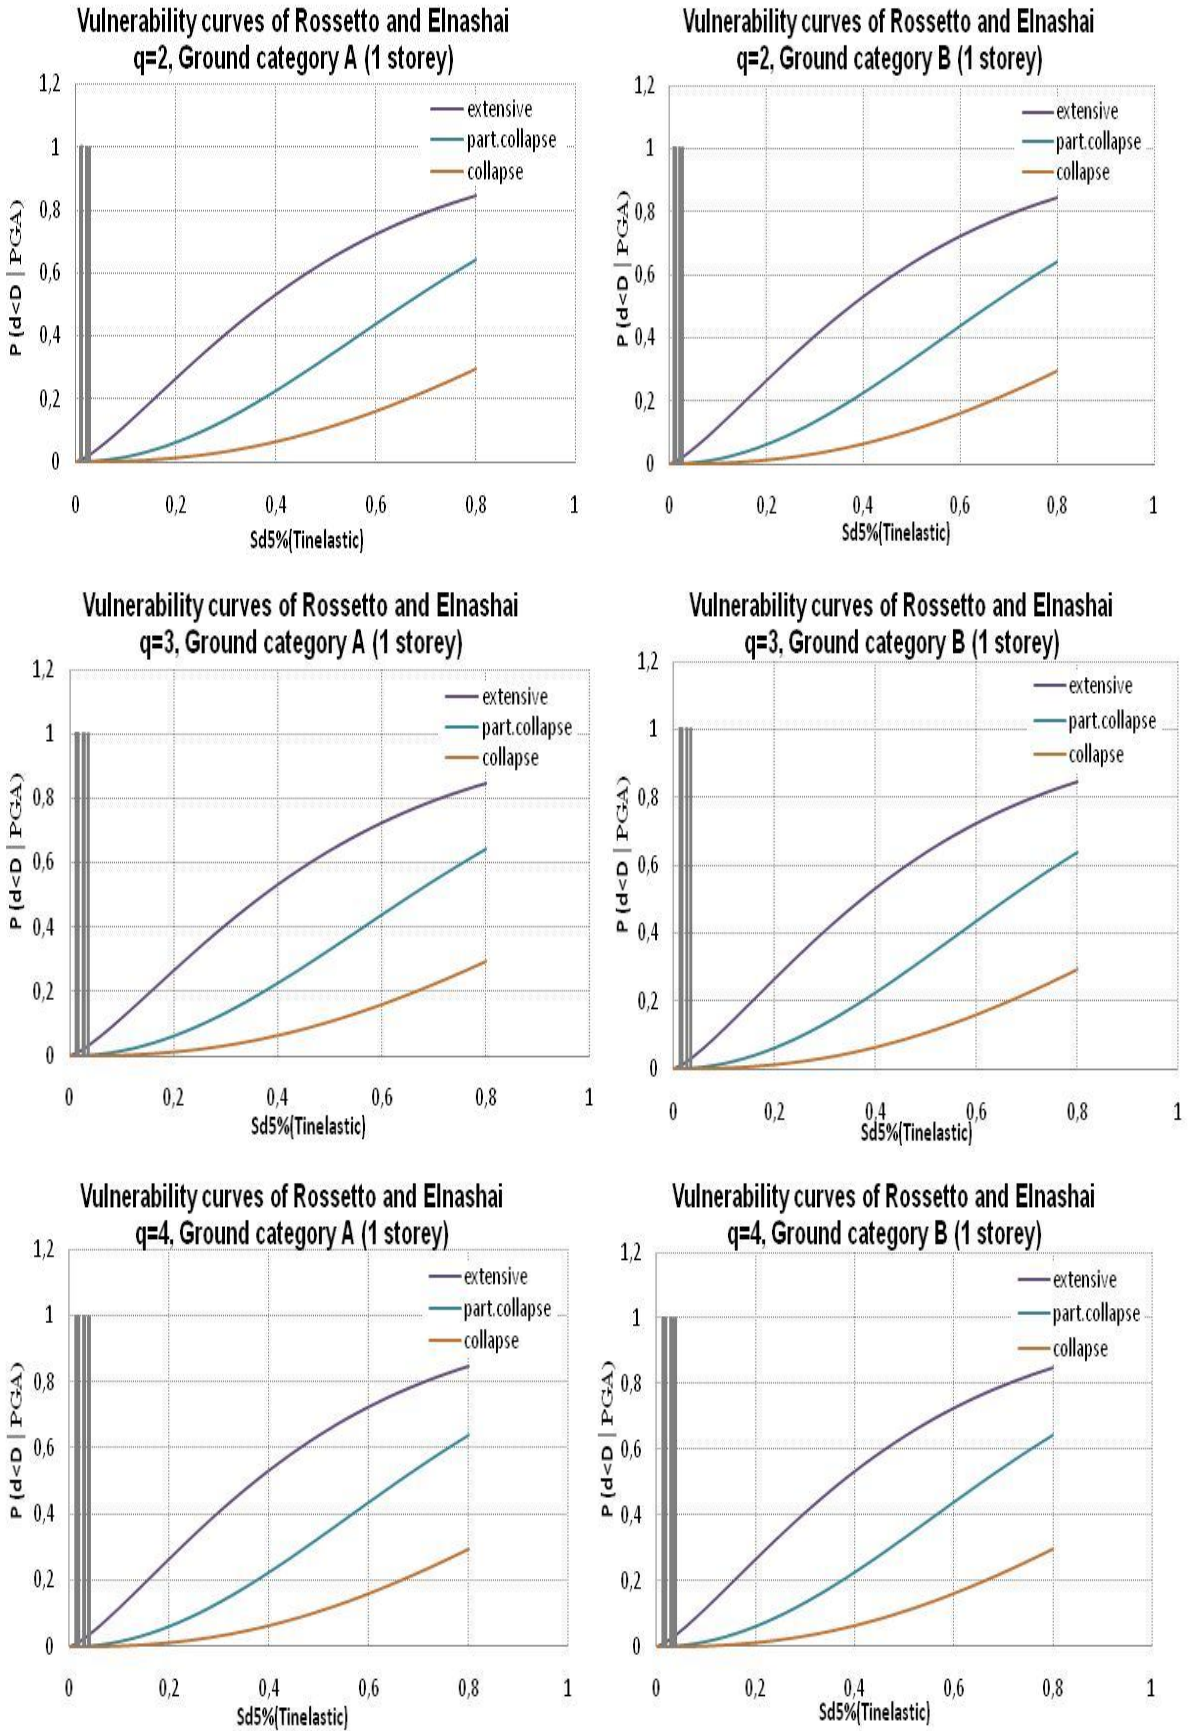 Vulnerability curves of Rossetto and Elnashai
q=2, Ground category A (1 storey)
1,2
1
0,8
0,6
0,4
0,2
0
P (d<D | PGA)
extensive
part.collapse
collapse
0 0,2 0,4 0,6 0,8 1
Sd5%(Tinelastic)
Vulnerability curves of Rossetto and Elnashai
q=2, Ground category B (1 storey)
1,2
1
0,8
0,6
0,4
0,2
0
P (d<D | PGA)
extensive
part.collapse
collapse
0 0,2 0,4 0,6 0,8 1
Sd5%(Tinelastic)
Vulnerability curves of Rossetto and Elnashai
q=3, Ground category A (1 storey)
1,2
1
0,8
0,6
0,4
0,2
0
P (d<D | PGA)
extensive
part.collapse
collapse
0 0,2 0,4 0,6 0,8 1
Sd5%(Tinelastic)
Vulnerability curves of Rossetto and Elnashai
q=3, Ground category B (1 storey)
1,2
1
0,8
0,6
0,4
0,2
0
P (d<D | PGA)
extensive
part.collapse
collapse
0 0,2 0,4 0,6 0,8 1
Sd5%(Tinelastic)
Vulnerability curves of Rossetto and Elnashai
q=4, Ground category A (1 storey)
1,2
1
0,8
0,6
0,4
0,2
0
P (d<D | PGA)
extensive
part.collapse
collapse
0 0,2 0,4 0,6 0,8 1
Sd5%(Tinelastic)
Vulnerability curves of Rossetto and Elnashai
q=4, Ground category B (1 storey)
1,2
1
0,8
0,6
0,4
0,2
0
P (d<D | PGA)
extensive
part.collapse
collapse
0 0,2 0,4 0,6 0,8 1
Sd5%(Tinelastic)